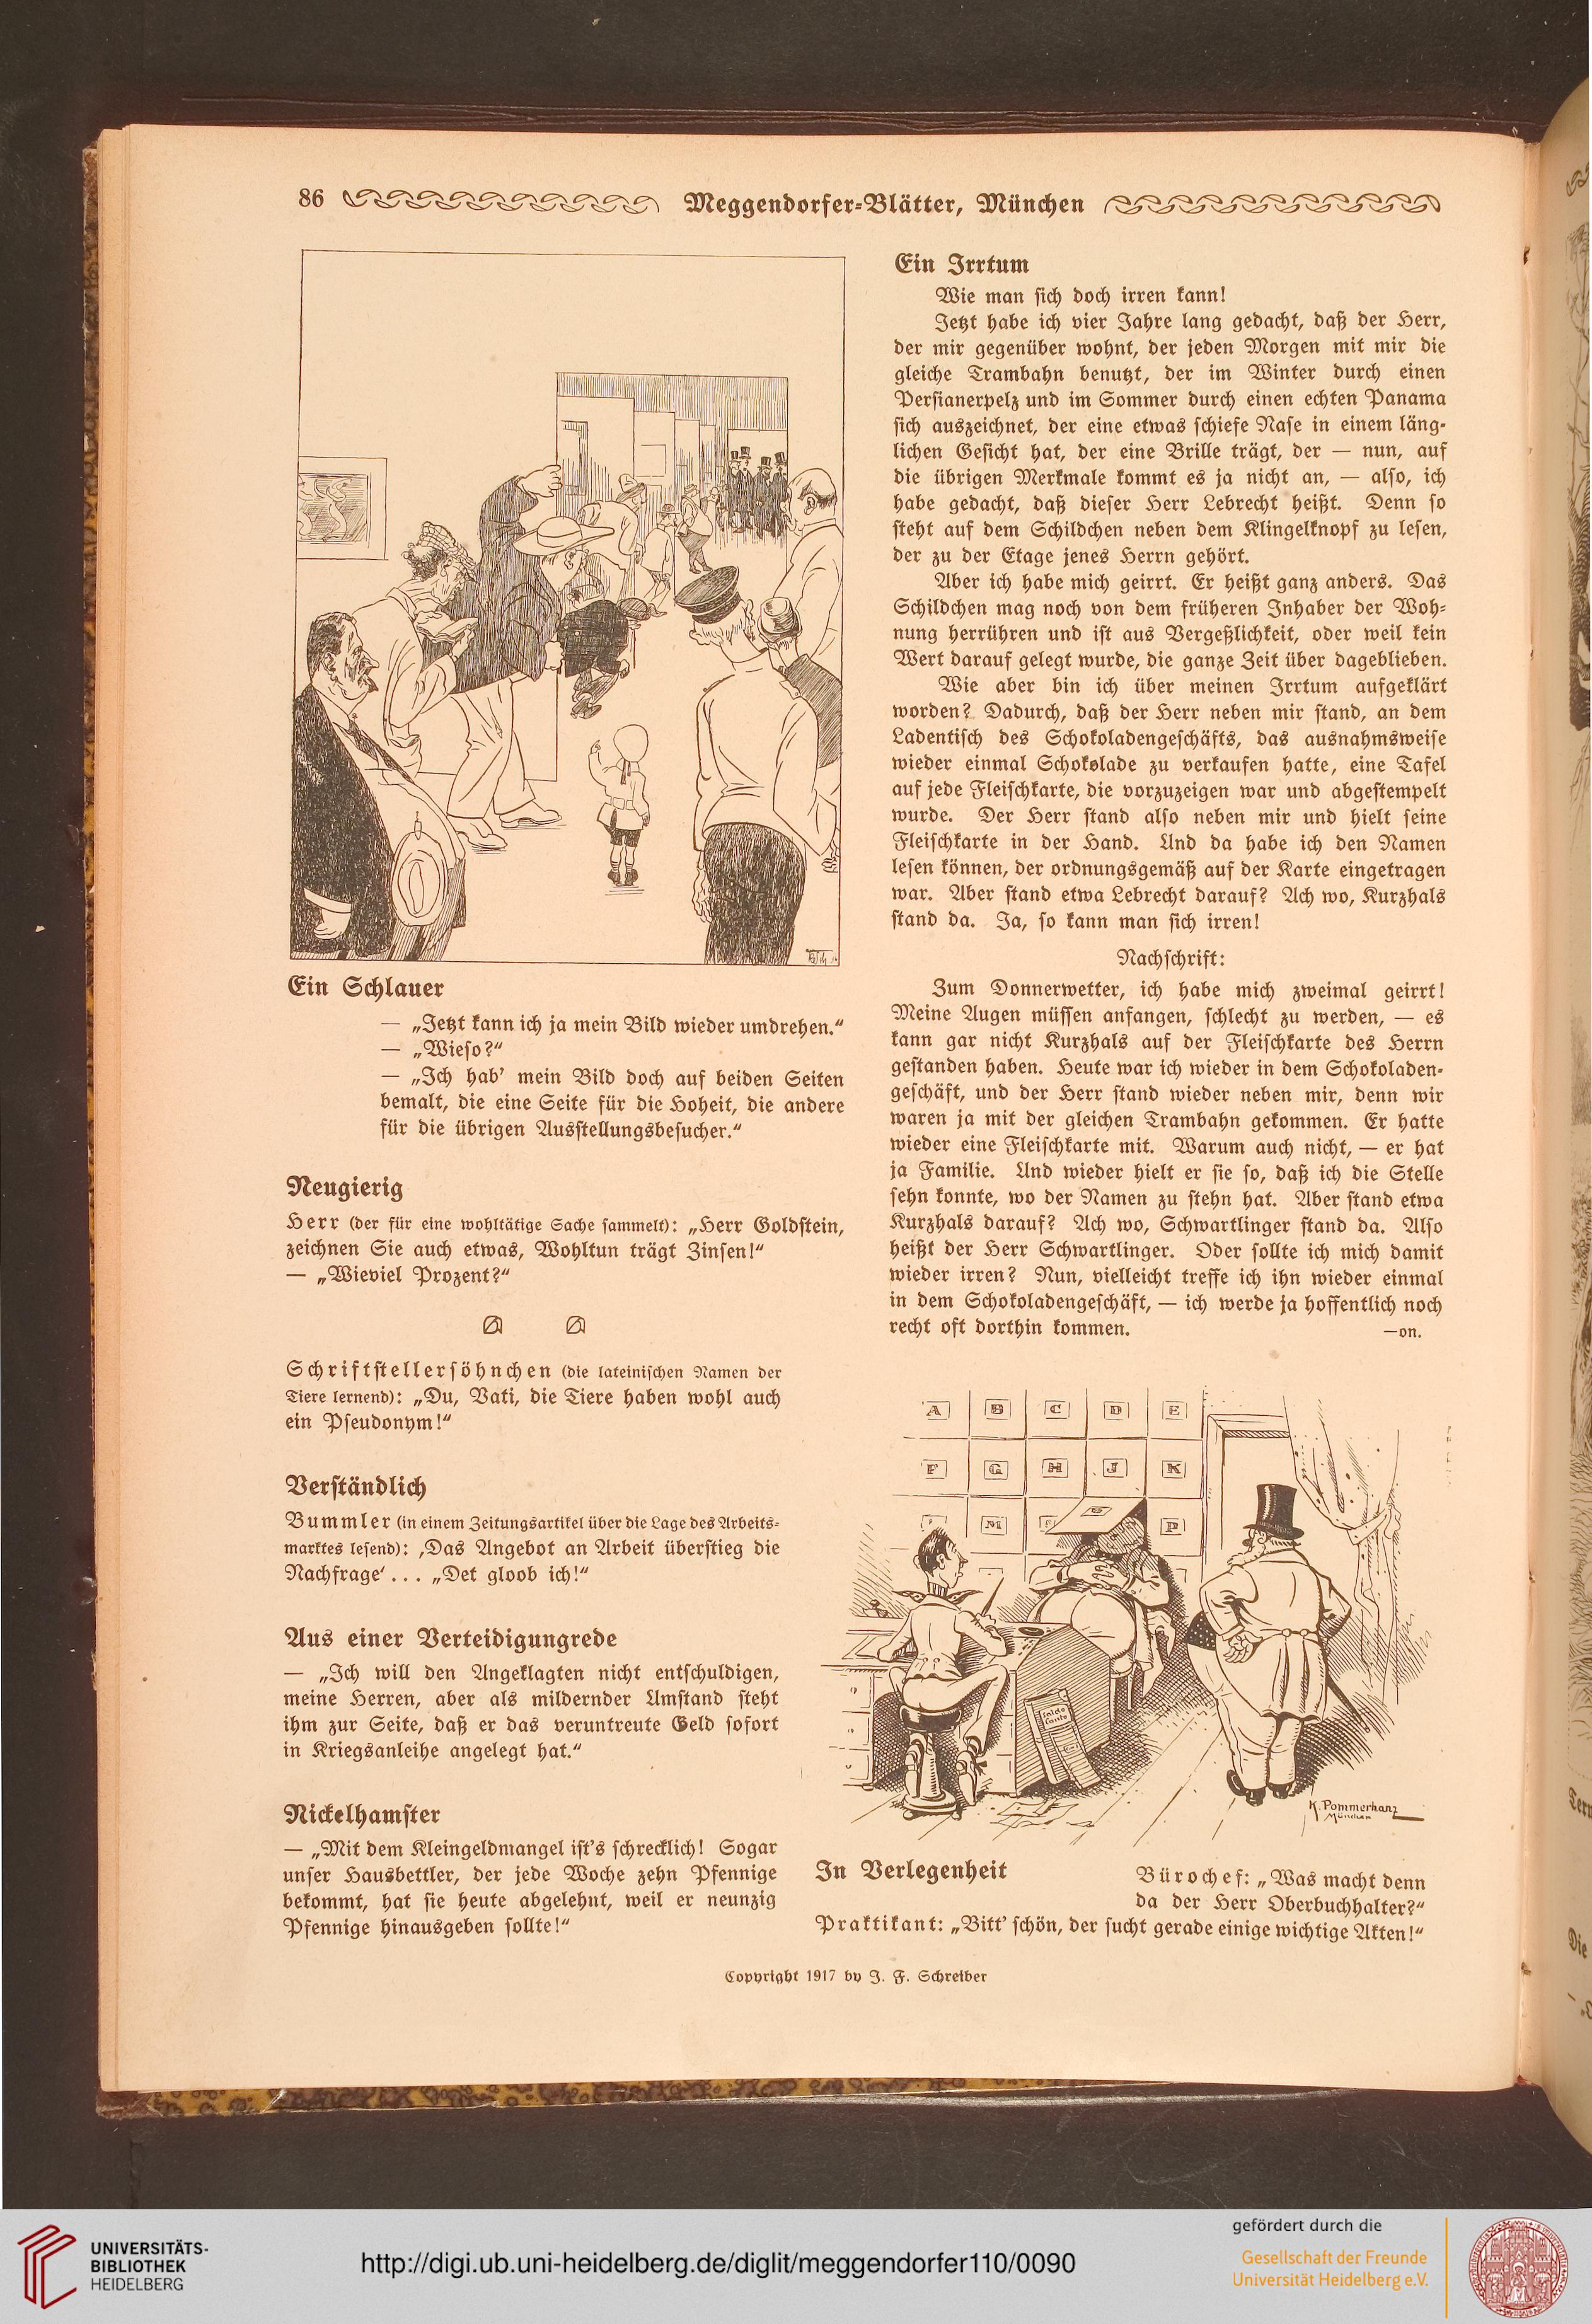 86
Meggendorfer-Blätter, München
Ein Schlauer
— „Jetzt kann ich ja mein Bild wieder umdrehen.“
— „Wieso?“
— „Ich hab' mein Bild doch auf beiden Seiten
bemalt, die eine Seite für die Hoheit, die andere
für die übrigen Ausstellungsbesucher.“
Neugierig
Herr (der für eine wohltätige Sache sammelt): „Herr Goldstein,
zeichnen Sie auch etwas, Wohltun trägt Zinsen!“
— „Wieviel Prozent?“
Schriftstellersöhnchen (die lateinischen Namen der
Tiere lernend): „Du, Vati, die Tiere haben wohl auch
ein Pseudonym!“
Verständlich
Bummler (in einem Zeitungsartikel über die Lage des Arbeits-
marktes lesend): ‚Das Angebot an Arbeit überstieg die
Nachfrage‘ . . . „Det gloob ich!“
Aus einer Verteidigungrede
— „Ich will den Angeklagten nicht entschuldigen,
meine Herren, aber als mildernder Umstand steht
ihm zur Seite, daß er das veruntreute Geld sofort
in Kriegsanleihe angelegt hat.“
Nickelhamster
— „Mit dem Kleingeldmangel ist's schrecklich! Sogar
unser Hausbettler, der jede Woche zehn Pfennige
bekommt, hat sie heute abgelehnt, weil er neunzig
Pfennige hinausgeben sollte!“
Ein Irrtum
Wie man sich doch irren kann!
Jetzt habe ich vier Jahre lang gedacht, daß der Herr,
der mir gegenüber wohnt, der jeden Morgen mit mir die
gleiche Trambahn benutzt, der im Winter durch einen
Persianerpelz und im Sommer durch einen echten Panama
sich auszeichnet, der eine etwas schiefe Nase in einem läng-
lichen Gesicht hat, der eine Brille trägt, der — nun, auf
die übrigen Merkmale kommt es ja nicht an, — also, ich
habe gedacht, daß dieser Herr Lebrecht heißt. Denn so
steht auf dem Schildchen neben dem Klingelknopf zu lesen,
der zu der Etage jenes Herrn gehört.
Aber ich habe mich geirrt. Er heißt ganz anders. Das
Schildchen mag noch von dem früheren Inhaber der Woh-
nung herrühren und ist aus Vergeßlichkeit, oder weil kein
Wert darauf gelegt wurde, die ganze Zeit über dageblieben.
Wie aber bin ich über meinen Irrtum aufgeklärt
worden? Dadurch, daß der Herr neben mir stand, an dem
Ladentisch des Schokoladengeschäfts, das ausnahmsweise
wieder einmal Schokolade zu verkaufen hatte, eine Tafel
auf jede Fleischkarte, die vorzuzeigen war und abgestempelt
wurde. Der Herr stand also neben mir und hielt seine
Fleischkarte in der Hand. Und da habe ich den Namen
lesen können, der ordnungsgemäß auf der Karte eingetragen
war. Aber stand etwa Lebrecht darauf? Ach wo, Kurzhals
stand da. Ja, so kann man sich irren!
Nachschrift:
Zum Donnerwetter, ich habe mich zweimal geirrt!
Meine Augen müssen anfangen, schlecht zu werden, — es
kann gar nicht Kurzhals auf der Fleischkarte des Herrn
gestanden haben. Heute war ich wieder in dem Schokoladen-
geschäft, und der Herr stand wieder neben mir, denn wir
waren ja mit der gleichen Trambahn gekommen. Er hatte
wieder eine Fleischkarte mit. Warum auch nicht, — er hat
ja Familie. Und wieder hielt er sie so, daß ich die Stelle
sehn konnte, wo der Namen zu stehn hat. Aber stand etwa
Kurzhals darauf? Ach wo, Schwartlinger stand da. Also
heißt der Herr Schwartlinger. Oder sollte ich mich damit
wieder irren? Nun, vielleicht treffe ich ihn wieder einmal
in dem Schokoladengeschäft, — ich werde ja hoffentlich noch
recht oft dorthin kommen.
—on.
A B C D E
F G H J K
M P
K. Pommerhanz
München
In Verlegenheit
Bürochef: „Was macht denn
da der Herr Oberbuchhalter?“
Praktikant: „Bitt' schön, der sucht gerade einige wichtige Akten!“
Copyright 1917 by J. F. Schreiber
UNIVERSITÄTS-
BIBLIOTHEK
HEIDELBERG
http://digi.ub.uni-heidelberg.de/diglit/meggendorfer110/0090
gefördert durch die
Gesellschaft der Freunde
Universität Heidelberg e.V.